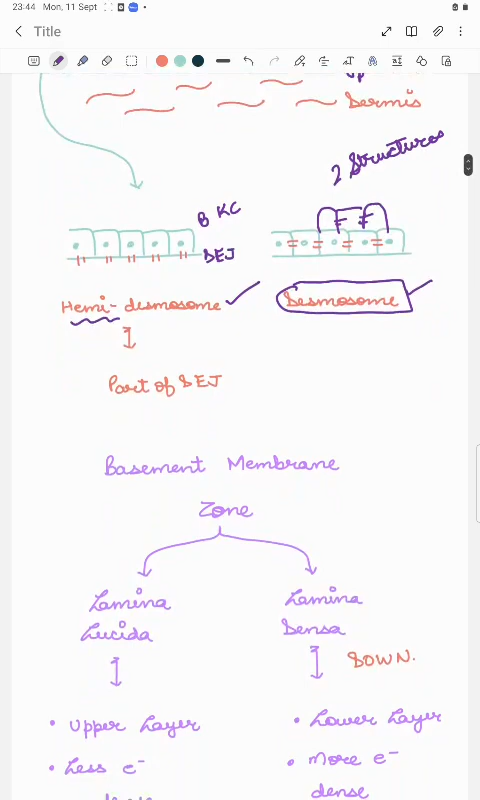 23:44 Mon, 11 Sept
Title
Dermis
2 Structures
B KC
DEJ
Hemi- desmosome
Desmosome
Part of DEJ
Basement Membrane
Zone
Lamina
Lucida
Lamina
Densa
DOWN.
• Upper Layer
• Less e-
• Lower Layer
• More e-
dense